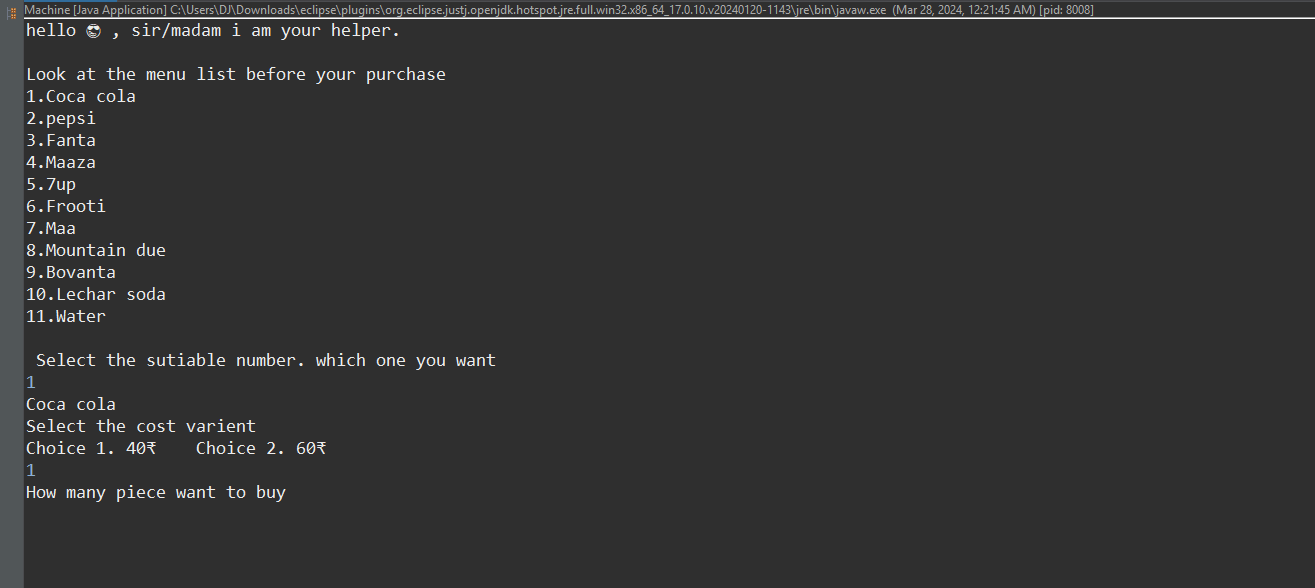 Machine [Java Application] C:\Users\DJ\Downloads\eclipse\plugins\org.eclipse.justj.openjdk.hotspot.jre.full.win32.x86_64_17.0.10.v20240120-1143\jre\bin\javaw.exe (Mar 28, 2024, 12:21:45 AM) [pid: 8008]
hello 😎 , sir/madam i am your helper.
Look at the menu list before your purchase
1.Coca cola
2.pepsi
3.Fanta
4.Maaza
5.7up
6.Frooti
7.Maa
8.Mountain due
9.Bovanta
10.Lechar soda
11.Water
Select the sutiable number. which one you want
1
Coca cola
Select the cost varient
Choice 1. 40₹    Choice 2. 60₹
1
How many piece want to buy